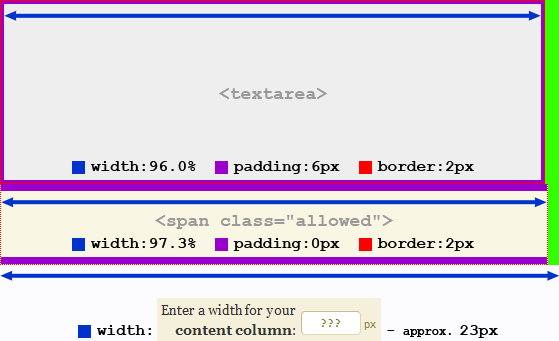 <textarea>
width:96.0% padding:6px border:2px
<span class="allowed">
width:97.3% padding:0px border:2px
Enter a width for your
width: content column: ??? px – approx. 23px